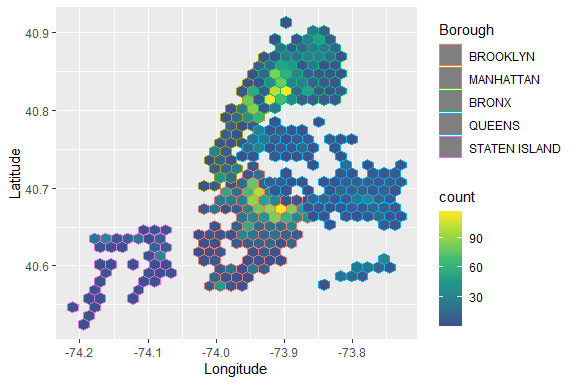 40.9
40.8
40.7
40.6
Latitude
-74.2
-74.1
-74.0
-73.9
-73.8
Longitude
Borough
BROOKLYN
MANHATTAN
BRONX
QUEENS
STATEN ISLAND
count
90
60
30